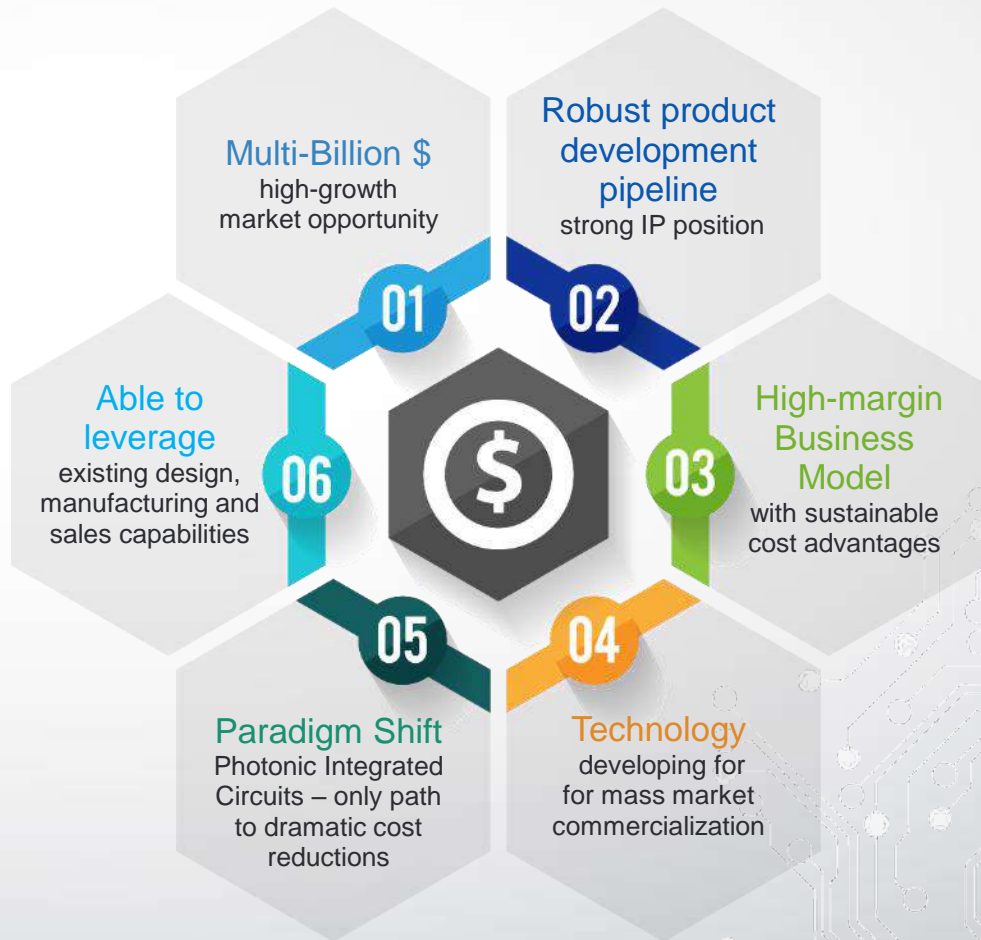 Multi-Billion $
high-growth
market opportunity
01
Robust product
development
pipeline
strong IP position
02
High-margin
Business
Model
with sustainable
cost advantages
03
04
Technology
developing for
for mass market
commercialization
05
Paradigm Shift
Photonic Integrated
Circuits – only path
to dramatic cost
reductions
Able to
leverage
existing design,
manufacturing and
sales capabilities
06
$